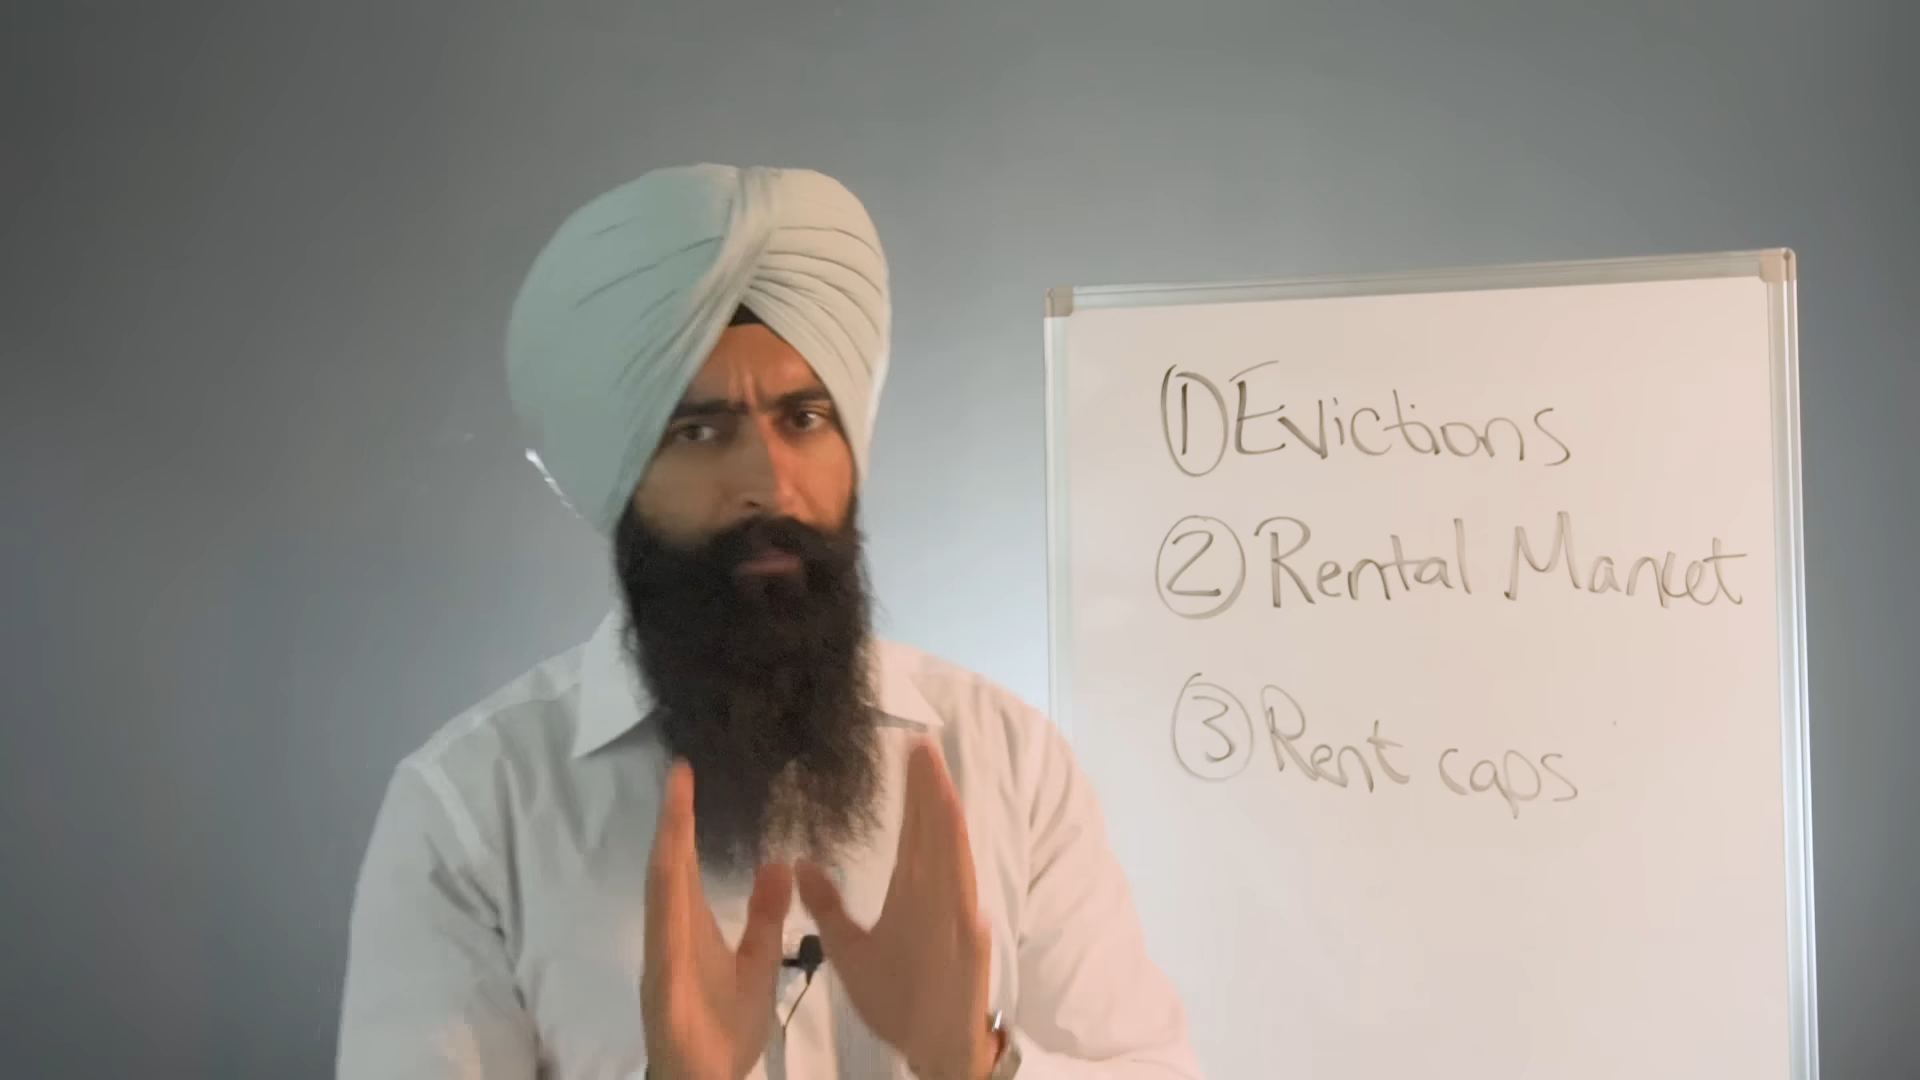 ① Evictions
② Rental Market
③ Rent caps